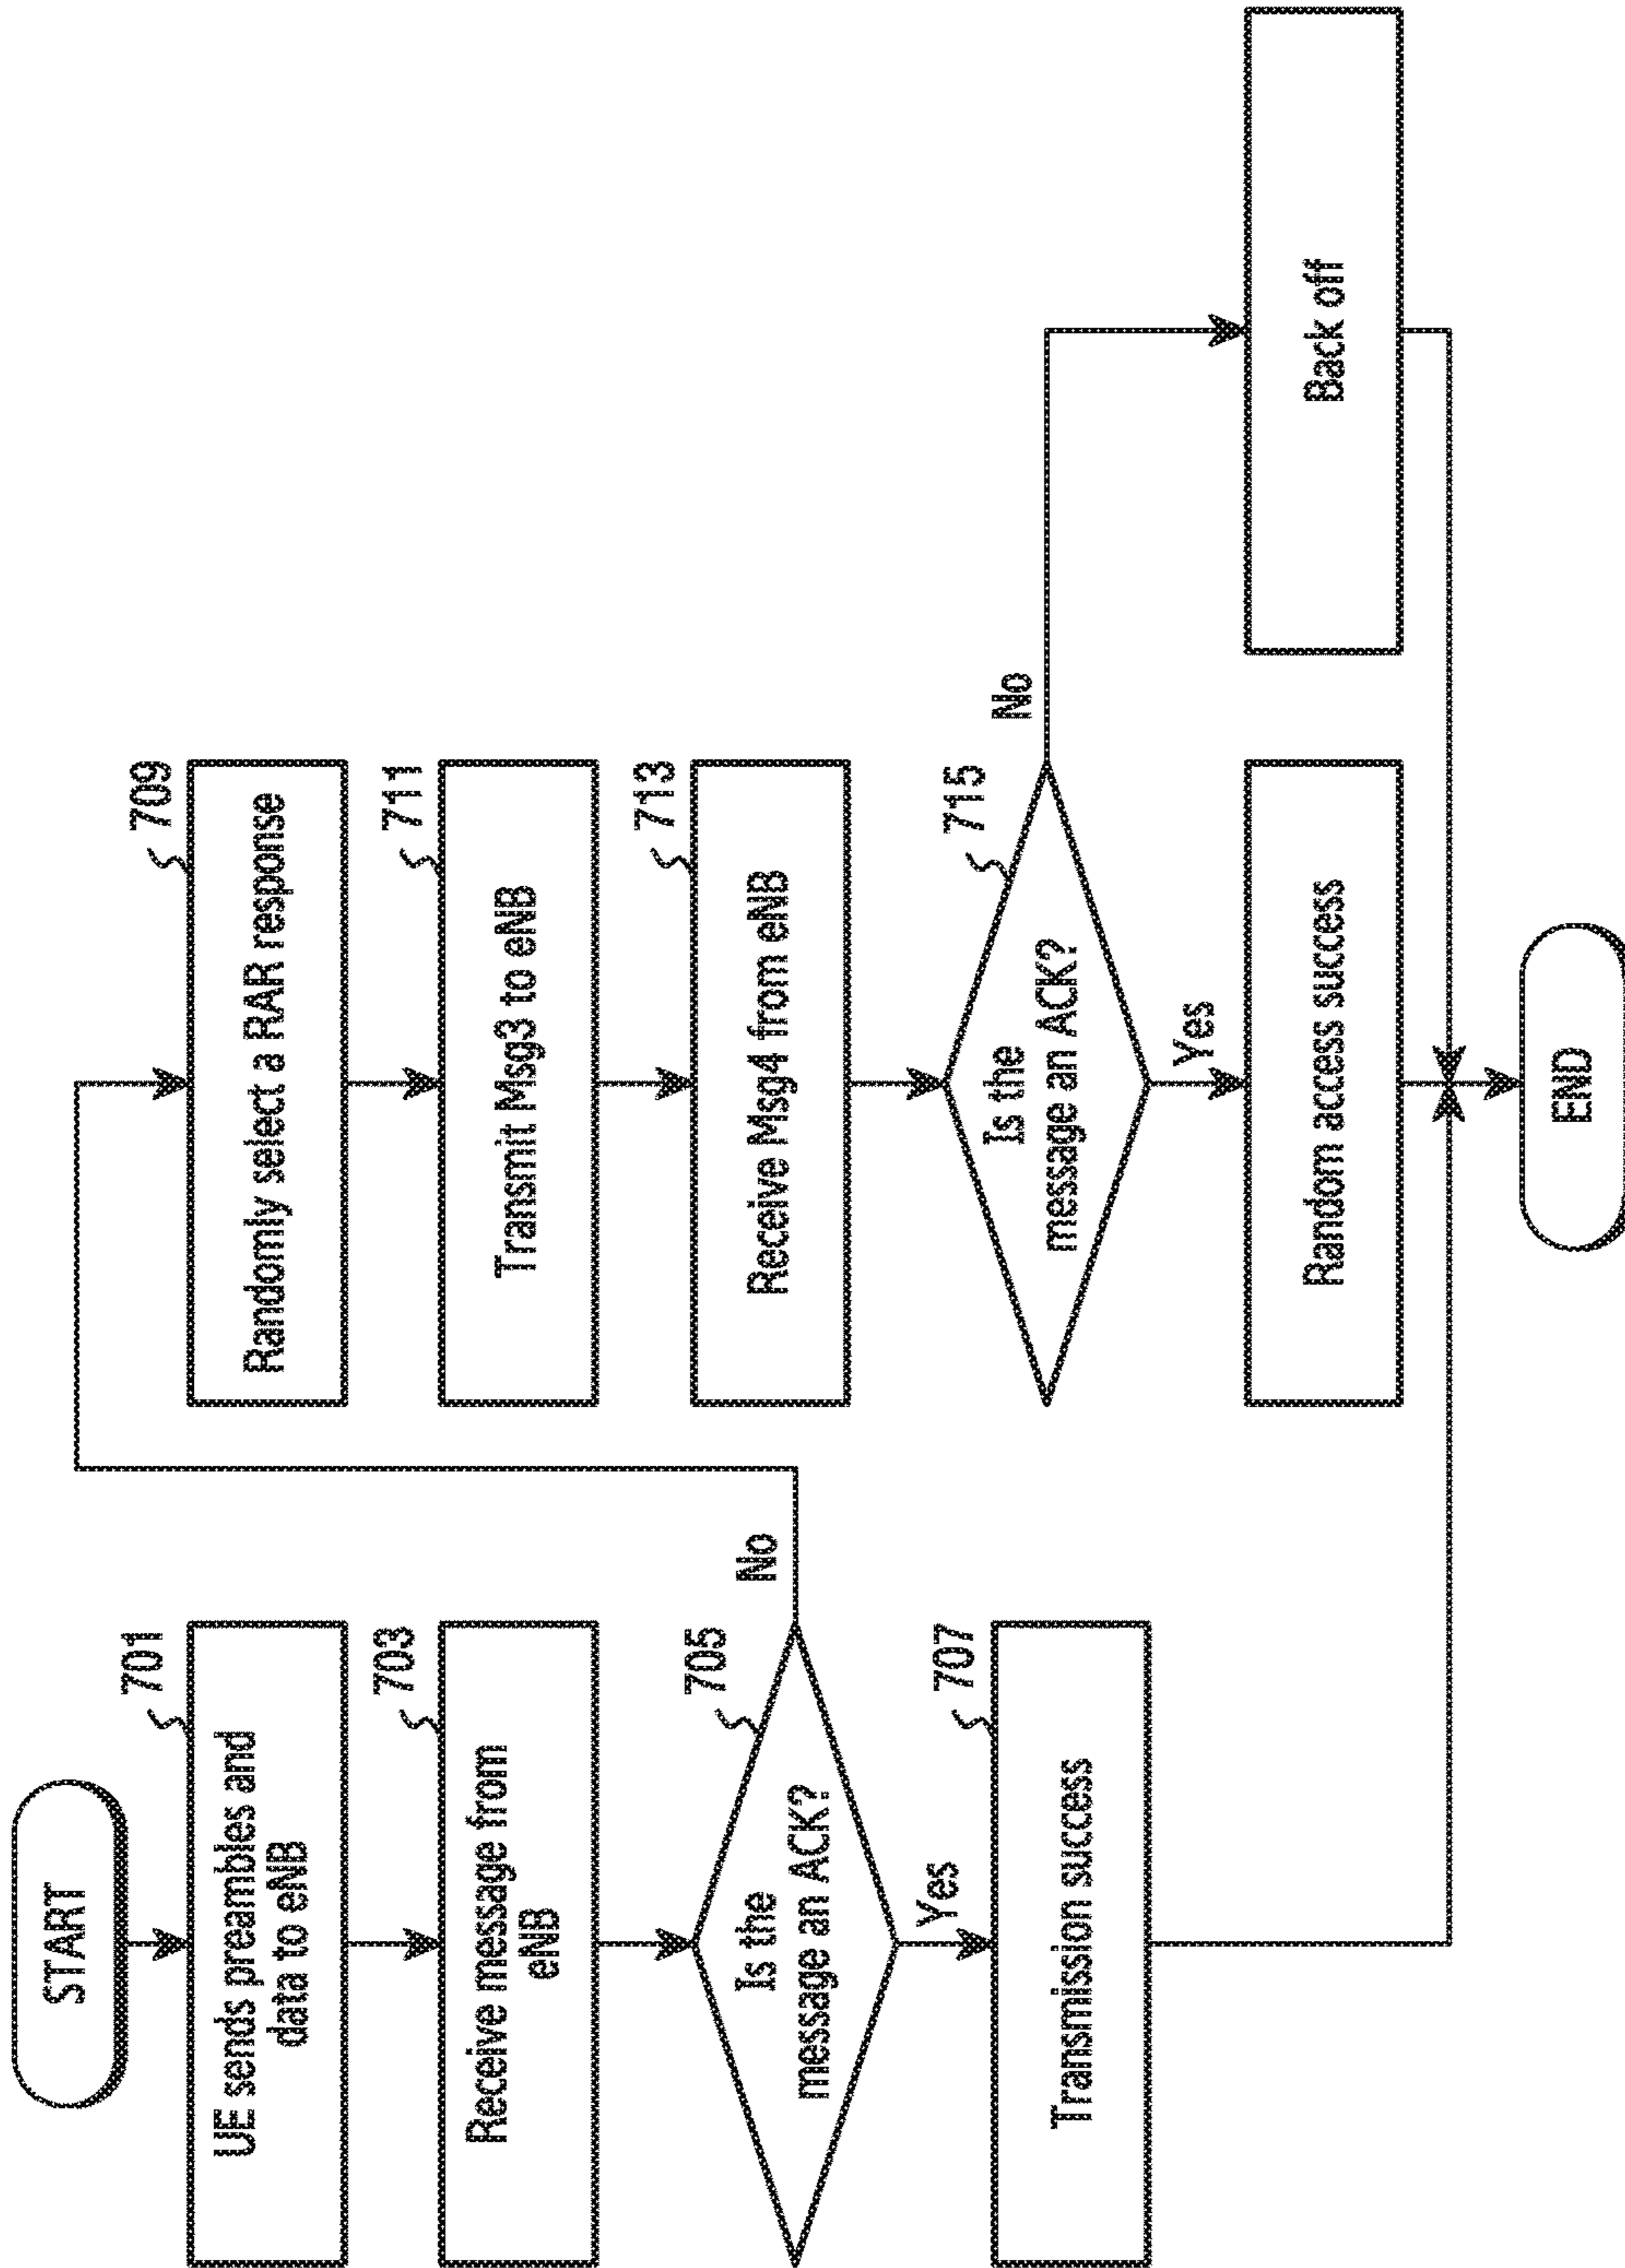 START
701
UE sends preambles and
data to eNB
703
Receive message from
eNB
705
Is the
message an ACK?
No
Yes
707
Transmission success
709
Randomly select a RAR response
711
Transmit Msg3 to eNB
713
Receive Msg4 from eNB
715
Is the
message an ACK?
No
Yes
Random access success
Back off
END